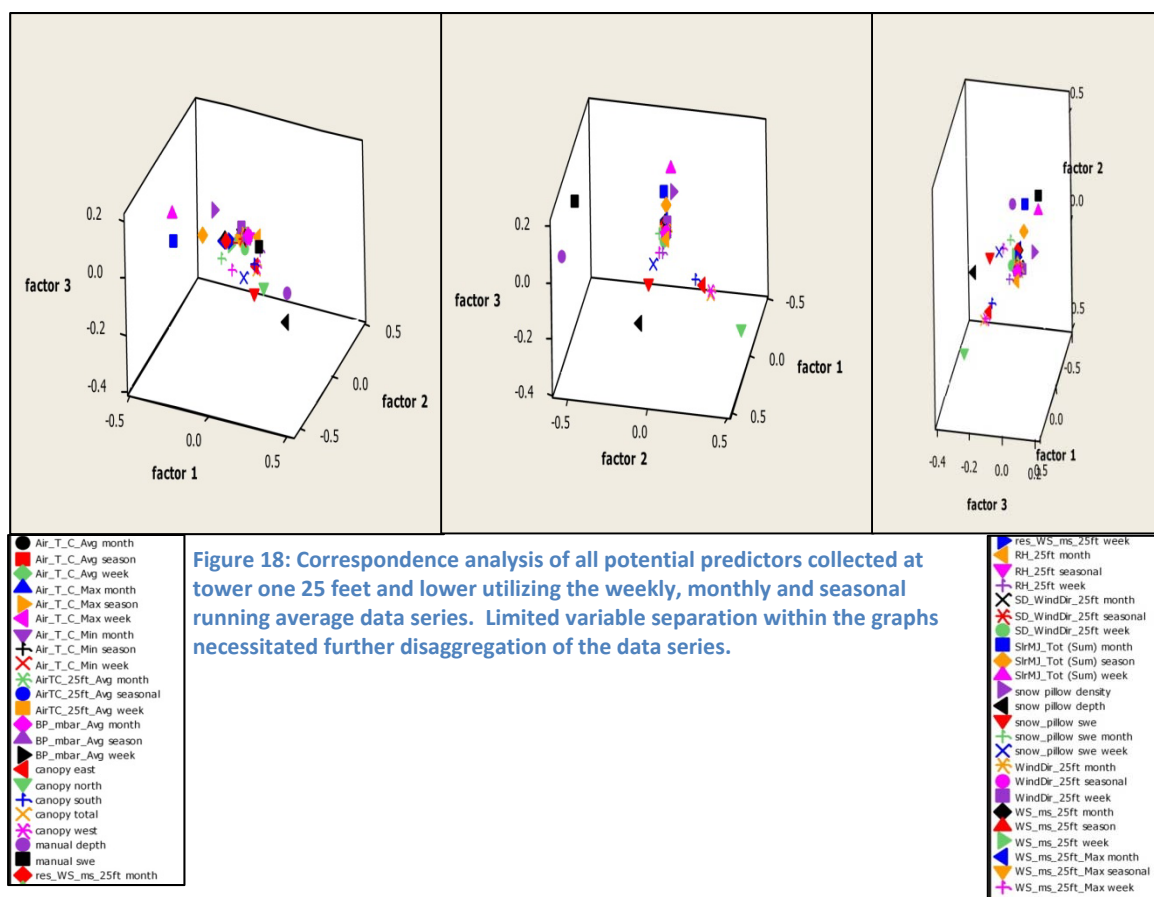 0.2
0.0
-0.2
-0.4
factor 3
-0.5
0.0
0.5
factor 1
-0.5
0.0
0.5
factor 2
0.2
0.0
-0.2
-0.4
factor 3
-0.5
0.0
0.5
factor 2
-0.5
0.0
0.5
factor 1
0.5
factor 2
0.0
-0.5
-0.5
0.0
0.5
factor 1
-0.4
-0.2
0.0
0.2
factor 3
Air_T_C_Avg month
Air_T_C_Avg season
Air_T_C_Avg week
Air_T_C_Max month
Air_T_C_Max season
Air_T_C_Max week
Air_T_C_Min month
Air_T_C_Min season
Air_T_C_Min week
AirTC_25ft_Avg month
AirTC_25ft_Avg seasonal
AirTC_25ft_Avg week
BP_mbar_Avg month
BP_mbar_Avg season
BP_mbar_Avg week
canopy east
canopy north
canopy south
canopy total
canopy west
manual depth
manual swe
res_WS_ms_25ft month
Figure 18: Correspondence analysis of all potential predictors collected at
tower one 25 feet and lower utilizing the weekly, monthly and seasonal
running average data series. Limited variable separation within the graphs
necessitated further disaggregation of the data series.
res_WS_ms_25ft week
RH_25ft month
RH_25ft seasonal
RH_25ft week
SD_WindDir_25ft month
SD_WindDir_25ft seasonal
SD_WindDir_25ft week
SlrMJ_Tot (Sum) month
SlrMJ_Tot (Sum) season
SlrMJ_Tot (Sum) week
snow pillow density
snow pillow depth
snow_pillow swe
snow_pillow swe month
snow_pillow swe week
WindDir_25ft month
WindDir_25ft seasonal
WindDir_25ft week
WS_ms_25ft month
WS_ms_25ft season
WS_ms_25ft week
WS_ms_25ft_Max month
WS_ms_25ft_Max seasonal
WS_ms_25ft_Max week